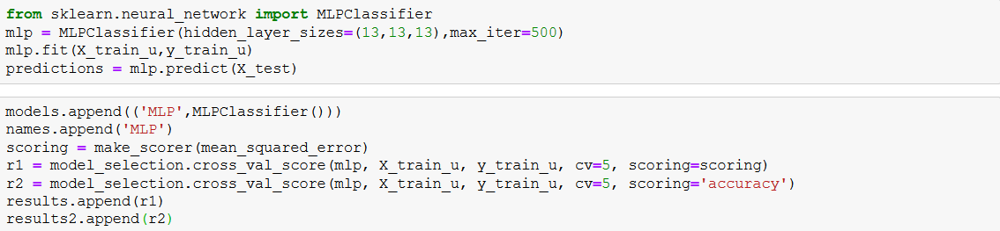 from sklearn.neural_network import MLPClassifier
mlp = MLPClassifier(hidden_layer_sizes=(13,13,13),max_iter=500)
mlp.fit(X_train_u,y_train_u)
predictions = mlp.predict(X_test)
models.append(('MLP',MLPClassifier()))
names.append('MLP')
scoring = make_scorer(mean_squared_error)
r1 = model_selection.cross_val_score(mlp, X_train_u, y_train_u, cv=5, scoring=scoring)
r2 = model_selection.cross_val_score(mlp, X_train_u, y_train_u, cv=5, scoring='accuracy')
results.append(r1)
results2.append(r2)